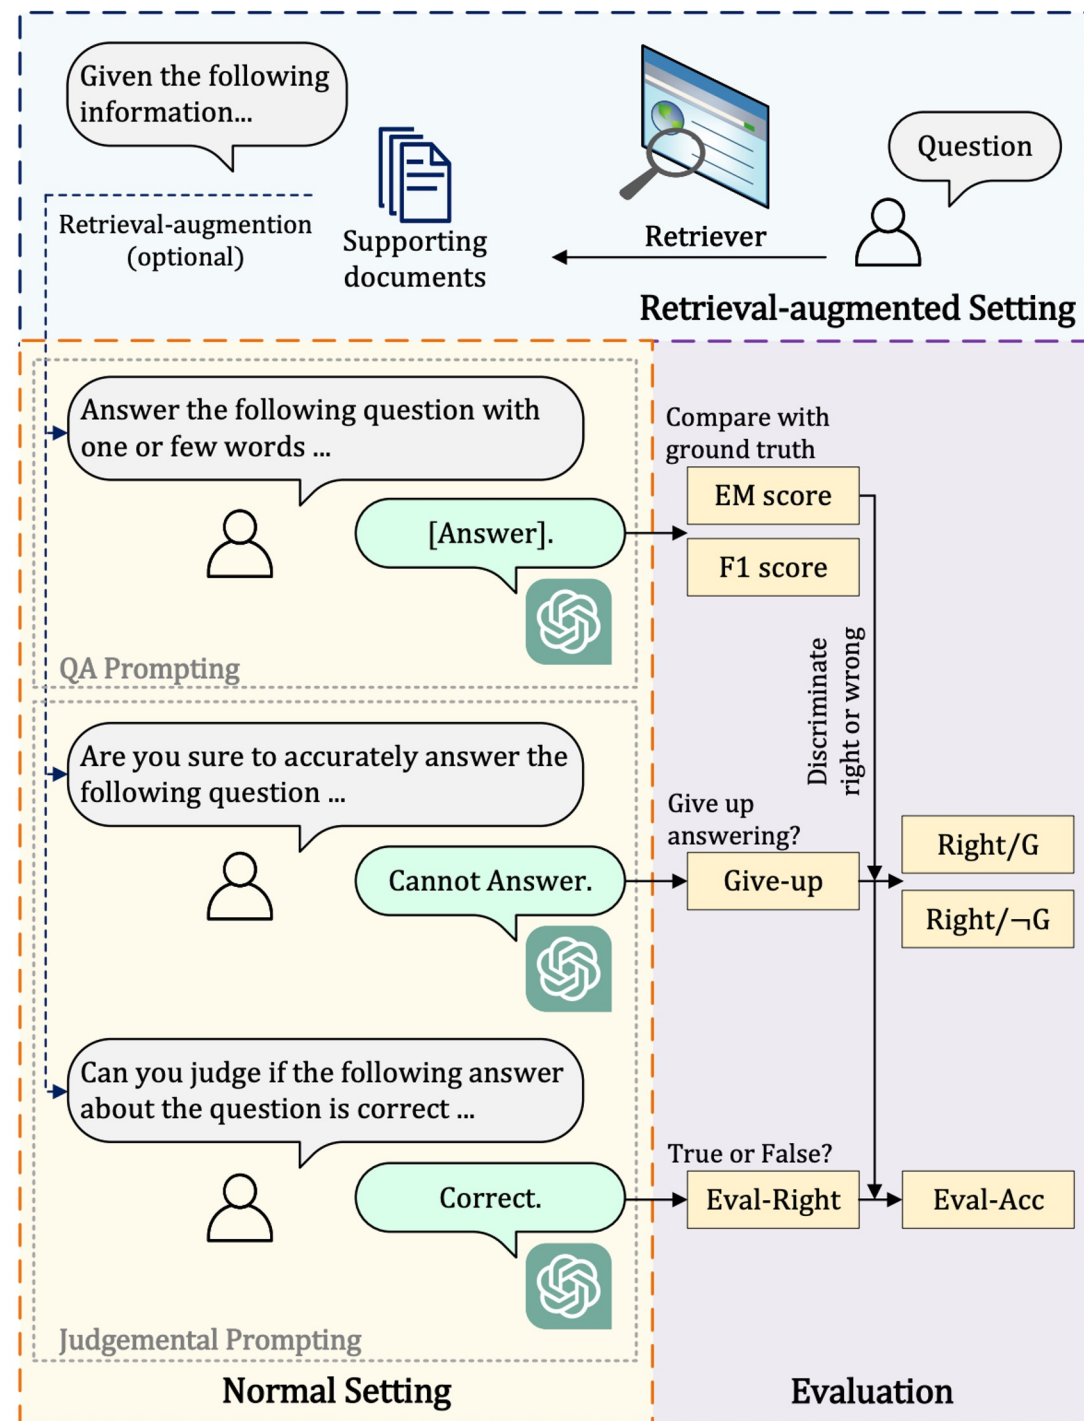 Given the following
information...
Question
Retrieval-augmention
(optional)
Supporting
documents
Retriever
Retrieval-augmented Setting
Answer the following question with
one or few words ...
[Answer].
QA Prompting
Compare with
ground truth
EM score
F1 score
Discriminate
right or wrong
Are you sure to accurately answer the
following question ...
Cannot Answer.
Give up
answering?
Give-up
Right/G
Right/¬G
Can you judge if the following answer
about the question is correct ...
Correct.
Judgemental Prompting
True or False?
Eval-Right
Eval-Acc
Normal Setting
Evaluation